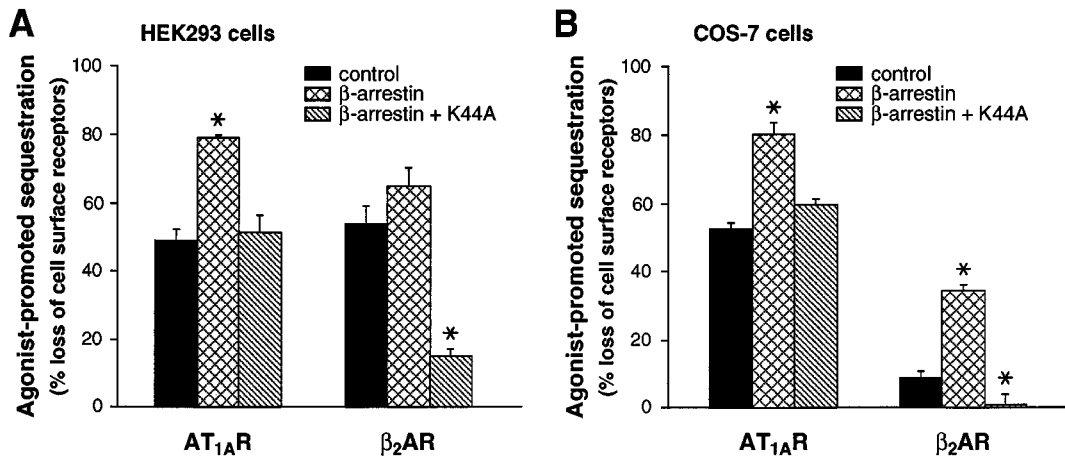 A
HEK293 cells
Agonist-promoted sequestration
(% loss of cell surface receptors)
100
80
60
40
20
0
control
β-arrestin
β-arrestin + K44A
*
*
AT1AR
β2AR
B
COS-7 cells
Agonist-promoted sequestration
(% loss of cell surface receptors)
100
80
60
40
20
0
control
β-arrestin
β-arrestin + K44A
*
*
*
AT1AR
β2AR